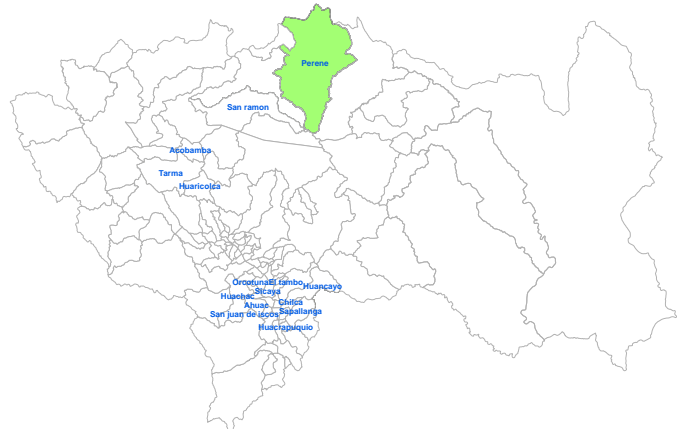 Perene
San ramon
Acobamba
Tarma
Huaricolca
Orcotuna
El tambo
Sicaya
Huancayo
Huachac
Chilca
Ahuac
Sapallanga
San juan de iscos
Huacrapuquio